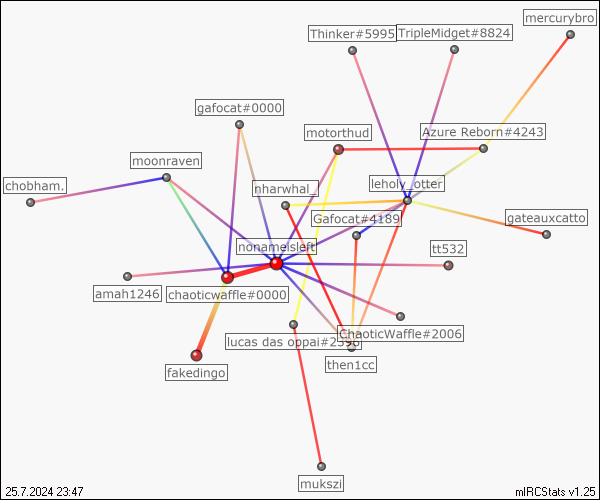 mercurybro
Thinker#5995
TripleMidget#8824
gafocat#0000
motorthud
Azure Reborn#4243
moonraven
chobham.
nharwhal_
leholy_otter
Gafocat#4189
gateauxcatto
nonameisleft
tt532
amah1246
chaoticwaffle#0000
ChaoticWaffle#2006
lucas das oppai#2396
then1cc
fakedingo
mukszi
25.7.2024 23:47
mIRCStats v1.25